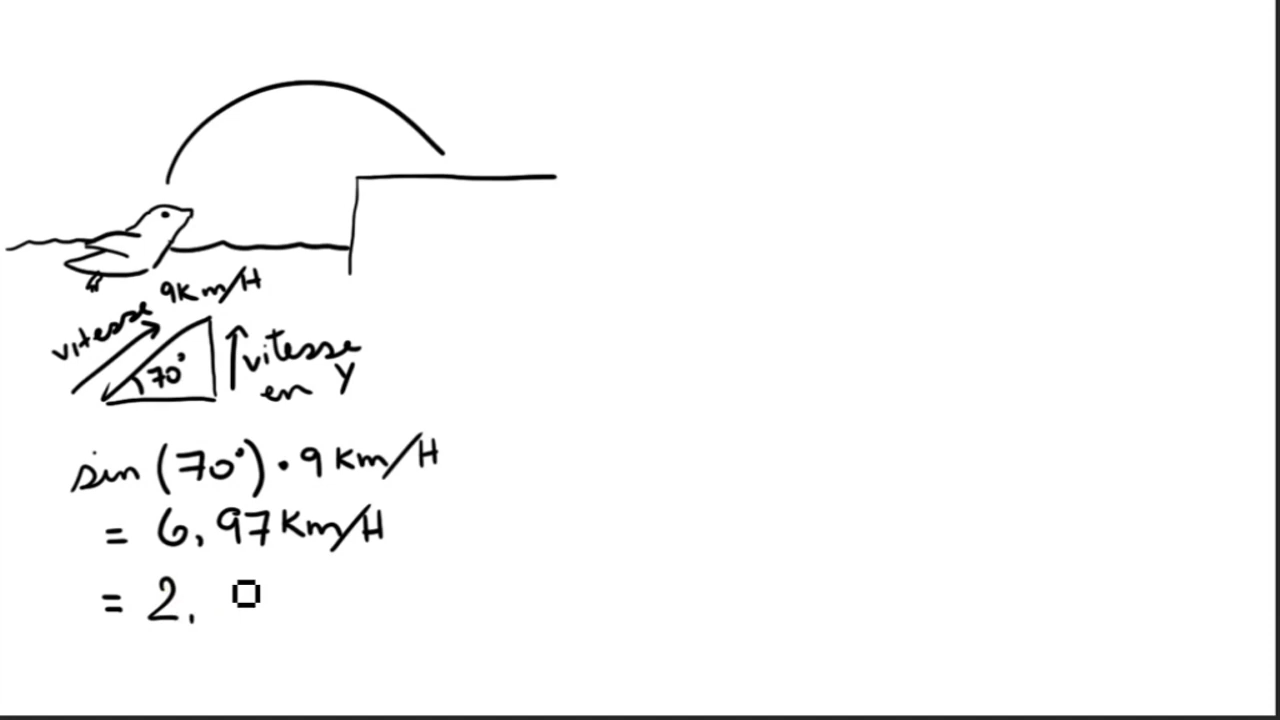 vitesse 9Km/H
70°
vitesse
en Y
sin (70°) • 9 Km/H
= 6,97 Km/H
= 2,